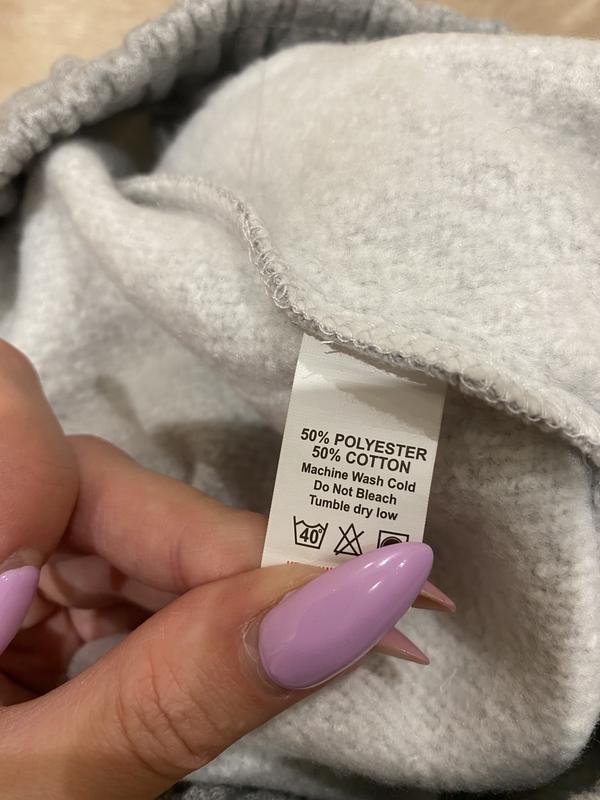 50% POLYESTER
50% COTTON
Machine Wash Cold
Do Not Bleach
Tumble dry low
40°